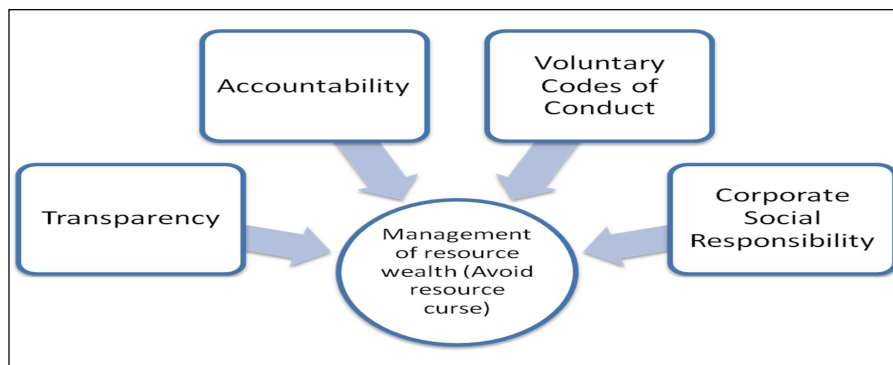 Transparency
Accountability
Voluntary
Codes of
Conduct
Corporate
Social
Responsibility
Management
of resource
wealth (Avoid
resource
curse)